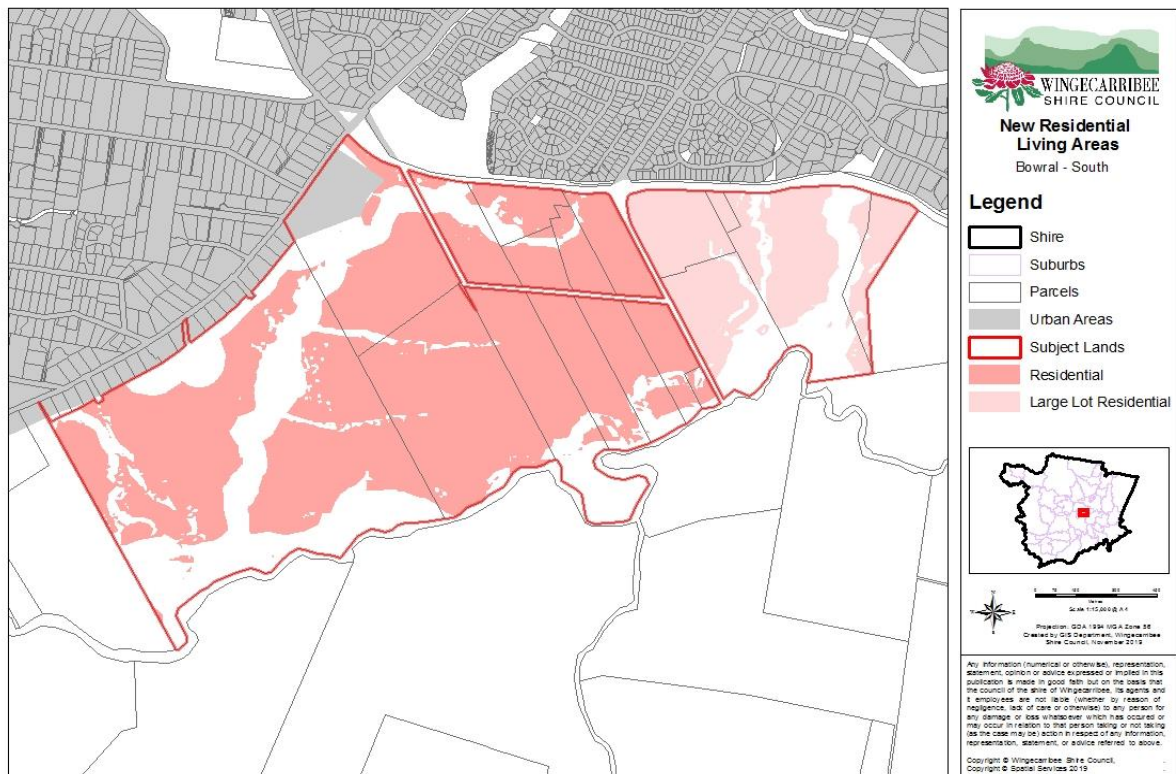 WINGECARRIBEE
SHIRE COUNCIL
New Residential
Living Areas
Bowral - South
Legend
Shire
Suburbs
Parcels
Urban Areas
Subject Lands
Residential
Large Lot Residential
N
W
E
S
0
Metres
Scale 1:15,000 @ A4
Projection: GDA 1994 MGA Zone 56
Created by GIS Department, Wingecarribee
Shire Council, November 2019
Any information (numerical or otherwise), representation,
statement, opinion or advice expressed or implied in this
publication is made in good faith but on the basis that
the council of the shire of Wingecarribee, its agents and
it employees are not liable (whether by reason of
negligence, lack of care or otherwise) to any person for
any damage or loss whatsoever which has occured or
may occur in relation to that person taking or not taking
(as the case may be) action in respect of any information,
representation, statement, or advice referred to above.
Copyright © Wingecarribee Shire Council,
Copyright © Spatial Services 2019